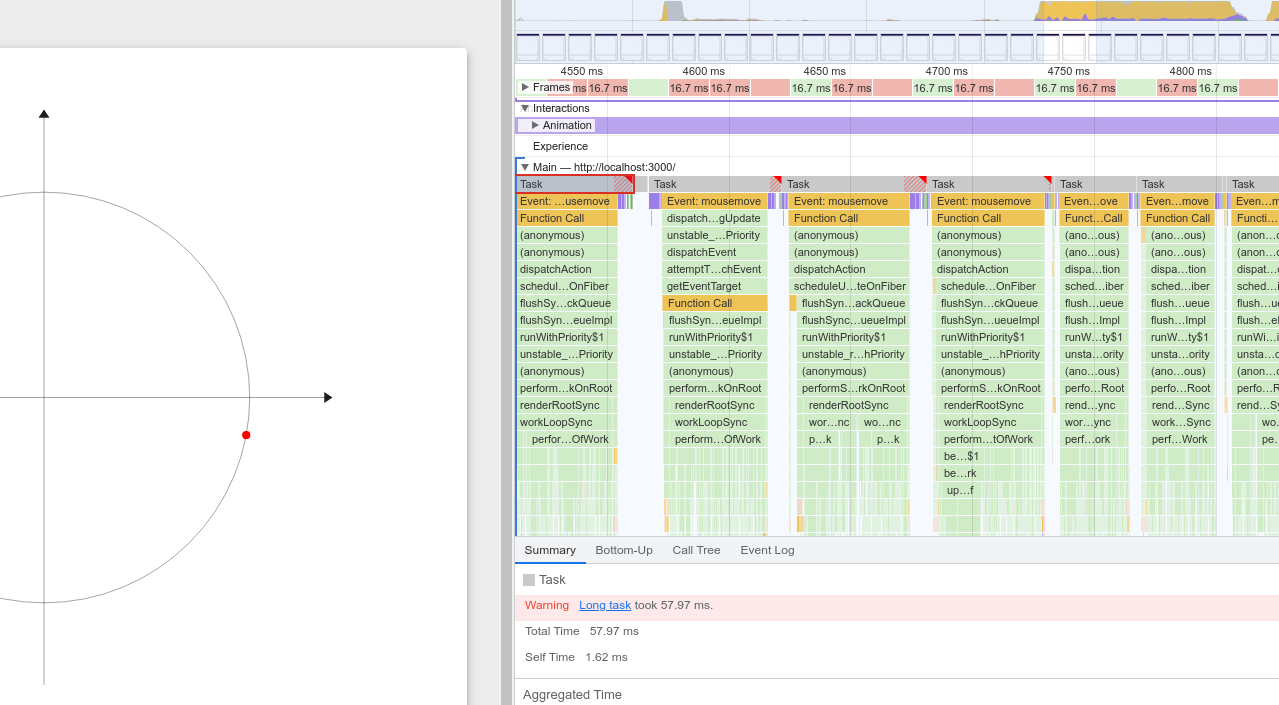 4550 ms 4600 ms 4650 ms 4700 ms 4750 ms 4800 ms
Frames ms 16.7 ms 16.7 ms 16.7 ms 16.7 ms 16.7 ms 16.7 ms 16.7 ms 16.7 ms 16.7 ms 16.7 ms 16.7 ms
Interactions
Animation
Experience
Main — http://localhost:3000/
Task Task Task Task Task Task Task
Event: …usemove Event: mousemove Event: mousemove Event: mousemove Even…ove Even…move Even…m
Function Call dispatch…gUpdate Function Call Function Call Funct…Call Function Call Functi…
(anonymous) unstable_…Priority (anonymous) (anonymous) (ano…ous) (ano…ous) (anon…
(anonymous) dispatchEvent (anonymous) (anonymous) (ano…ous) (ano…ous) (anon…
dispatchAction attemptT…chEvent dispatchAction dispatchAction dispa…tion dispa…tion dispat…
schedul…OnFiber getEventTarget scheduleU…teOnFiber schedule…OnFiber sched…iber sched…iber sched…
flushSy…ckQueue Function Call flushSyn…ackQueue flushSyn…ckQueue flush…ueue flush…ueue flush…
flushSyn…eueImpl flushSyn…eueImpl flushSync…ueueImpl flushSyn…ueueImpl flush…Impl flush…Impl flush…
runWithPriority$1 runWithPriority$1 runWithPriority$1 runWithPriority$1 runW…ty$1 runW…ty$1 runWi…
unstable_…Priority unstable_…Priority unstable_r…hPriority unstable_…hPriority unsta…ority unsta…ority unsta…
(anonymous) (anonymous) (anonymous) (anonymous) (ano…ous) (ano…ous) (anon…
perform…kOnRoot perform…kOnRoot performS…rkOnRoot performS…kOnRoot perfo…Root perfo…Root perfo…R
renderRootSync renderRootSync renderRootSync renderRootSync rend…ync rend…Sync rend…Sy
workLoopSync workLoopSync wor…nc wo…nc workLoopSync wor…ync work…Sync wo…
perfor…OfWork perform…OfWork p…k p…k perform…tOfWork perf…ork perf…Work pe…
be…$1
be…rk
up…f
Summary Bottom-Up Call Tree Event Log
Task
Warning Long task took 57.97 ms.
Total Time 57.97 ms
Self Time 1.62 ms
Aggregated Time